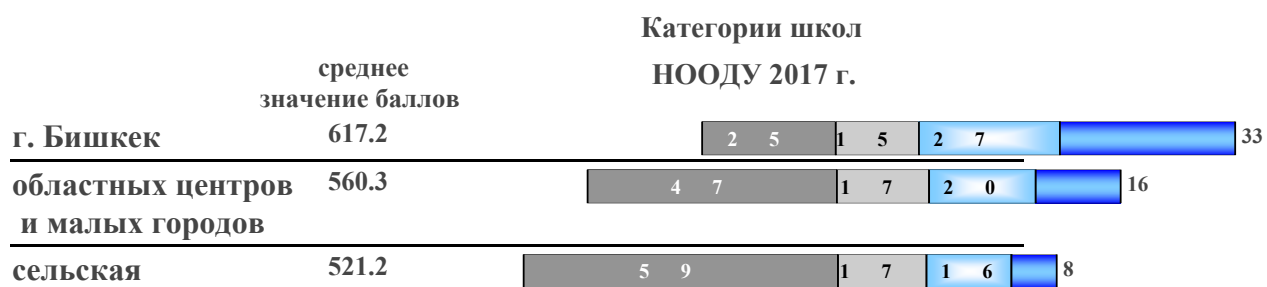 Категории школ
НООДУ 2017 г.
среднее
значение баллов
г. Бишкек 617.2 2 5 1 5 2 7 33
областных центров 560.3 4 7 1 7 2 0 16
и малых городов
сельская 521.2 5 9 1 7 1 6 8